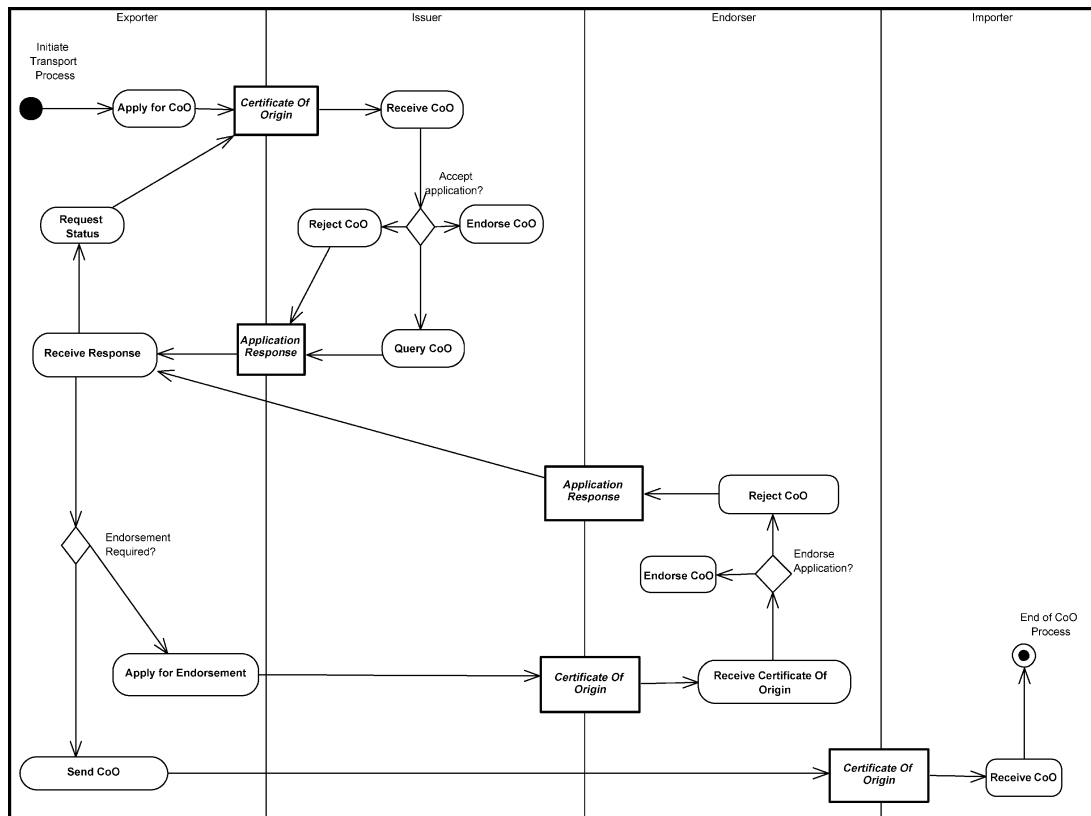 Exporter
Issuer
Endorser
Importer
Initiate
Transport
Process
Apply for CoO
Certificate Of
Origin
Receive CoO
Accept
application?
Request
Status
Reject CoO
Endorse CoO
Receive Response
Application
Response
Query CoO
Application
Response
Reject CoO
Endorsement
Required?
Endorse CoO
Endorse
Application?
End of CoO
Process
Apply for Endorsement
Certificate Of
Origin
Receive Certificate Of
Origin
Send CoO
Certificate Of
Origin
Receive CoO